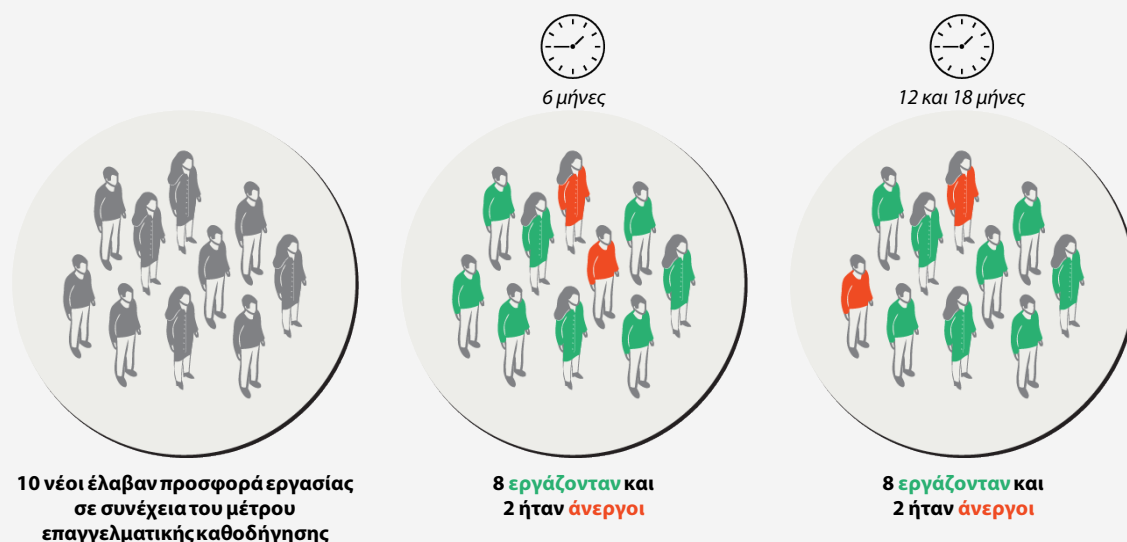 6 μήνες
12 και 18 μήνες
10 νέοι έλαβαν προσφορά εργασίας
σε συνέχεια του μέτρου
επαγγελματικής καθοδήγησης
8 εργάζονταν και
2 ήταν άνεργοι
8 εργάζονταν και
2 ήταν άνεργοι